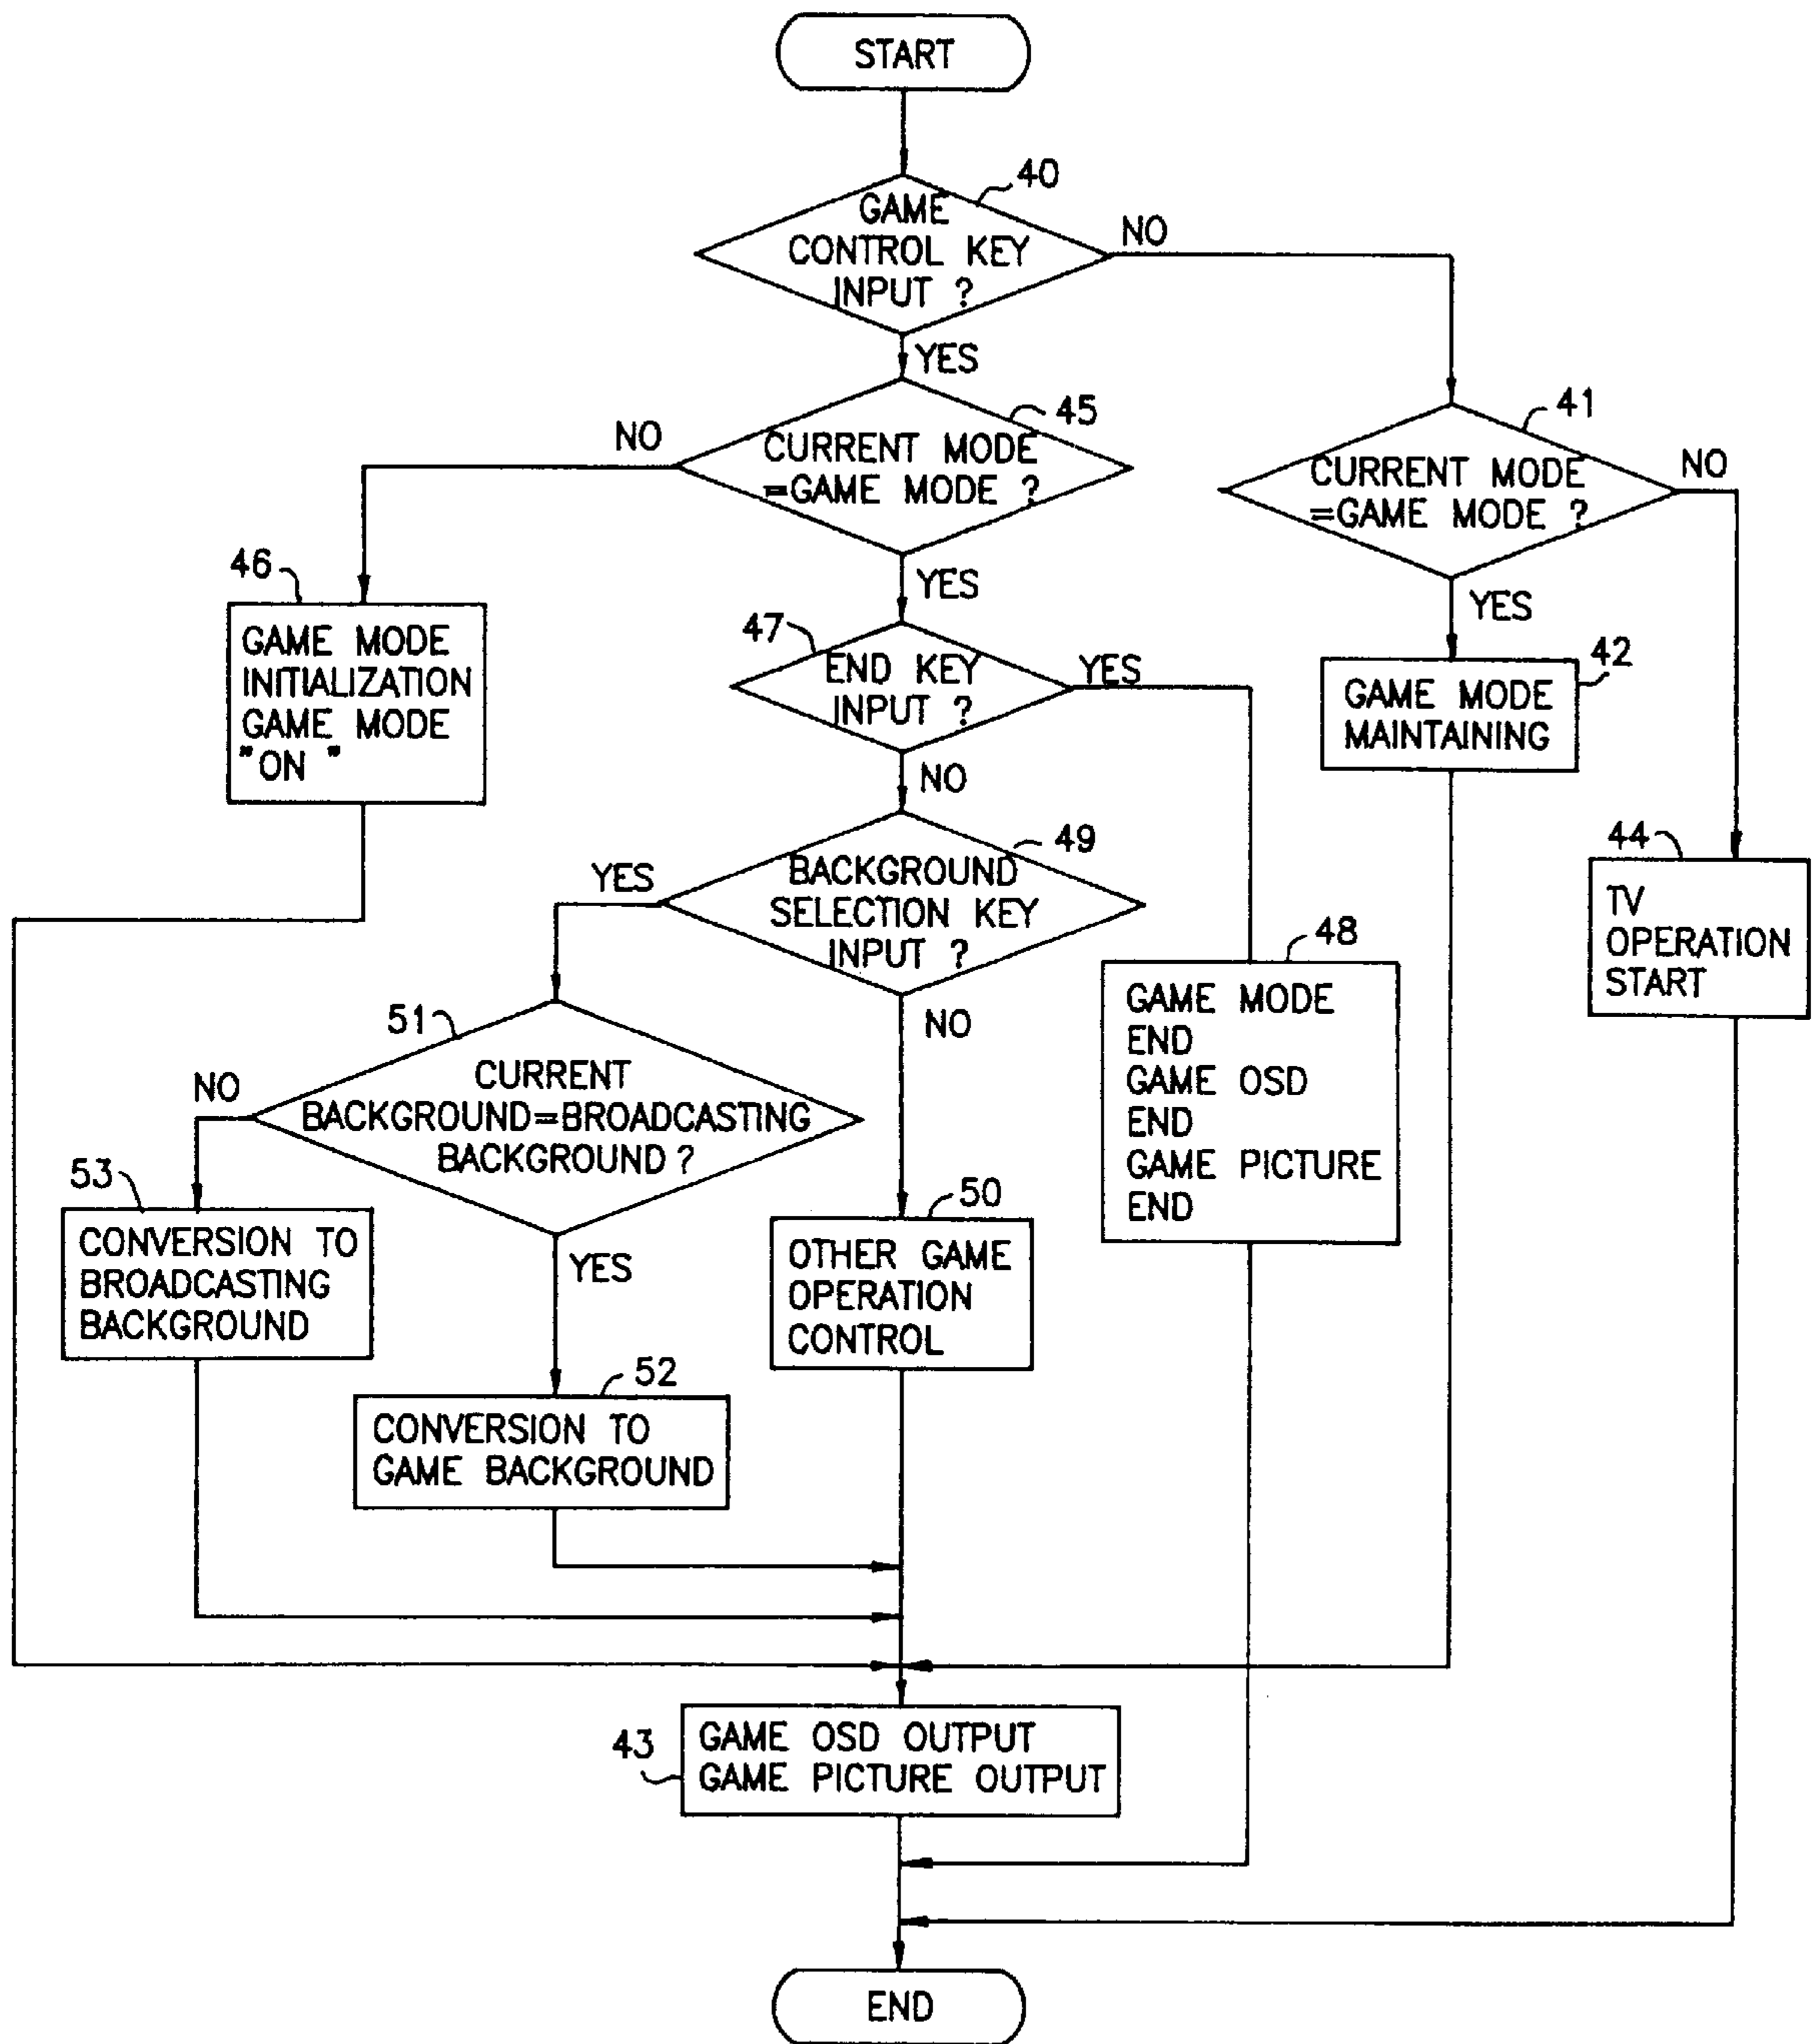 START
40
GAME
CONTROL KEY
INPUT ?
NO
YES
45
CURRENT MODE
=GAME MODE ?
NO
41
CURRENT MODE
=GAME MODE ?
NO
46
GAME MODE
INITIALIZATION
GAME MODE
"ON "
YES
47
END KEY
INPUT ?
YES
YES
42
GAME MODE
MAINTAINING
NO
49
BACKGROUND
SELECTION KEY
INPUT ?
YES
44
TV
OPERATION
START
48
GAME MODE
END
GAME OSD
END
GAME PICTURE
END
NO
51
CURRENT
BACKGROUND=BROADCASTING
BACKGROUND ?
NO
53
CONVERSION TO
BROADCASTING
BACKGROUND
YES
50
OTHER GAME
OPERATION
CONTROL
52
CONVERSION TO
GAME BACKGROUND
43
GAME OSD OUTPUT
GAME PICTURE OUTPUT
END